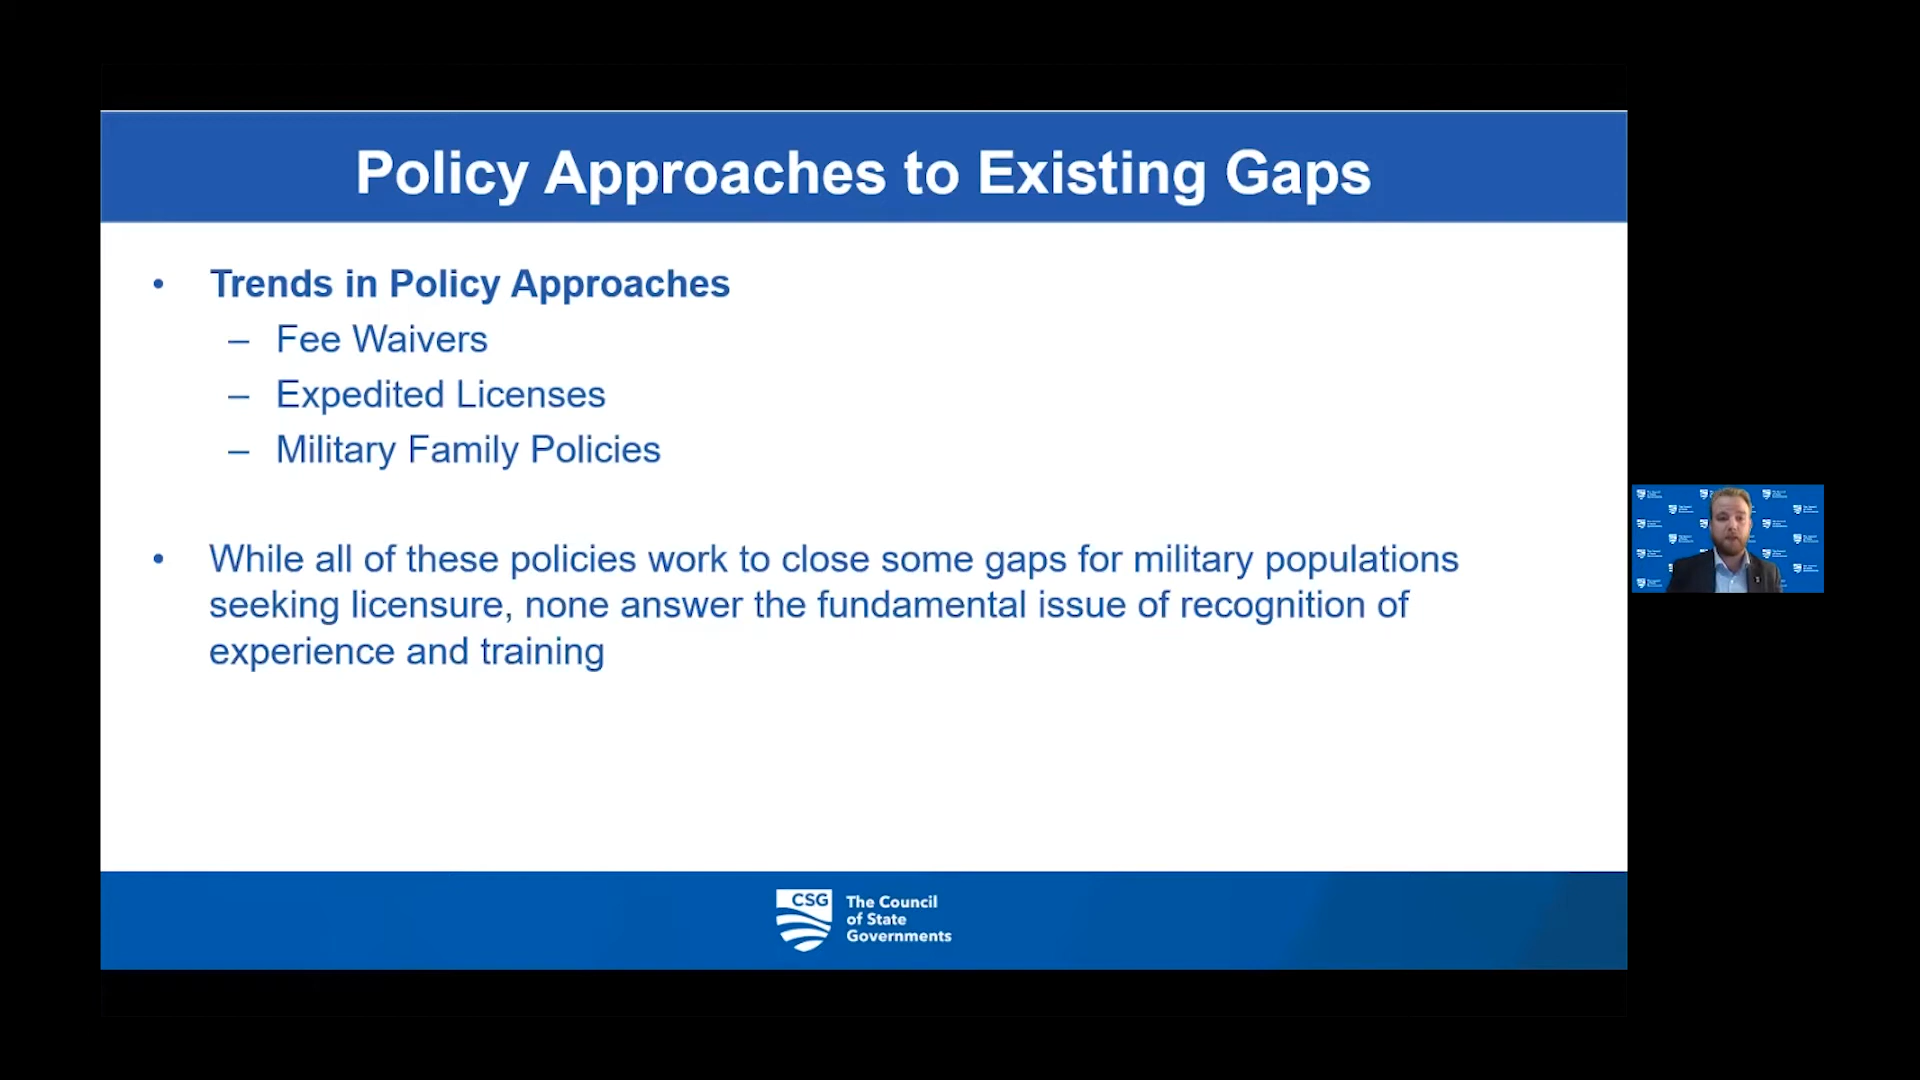 Policy Approaches to Existing Gaps
• Trends in Policy Approaches
– Fee Waivers
– Expedited Licenses
– Military Family Policies
• While all of these policies work to close some gaps for military populations
seeking licensure, none answer the fundamental issue of recognition of
experience and training
CSG
The Council
of State
Governments